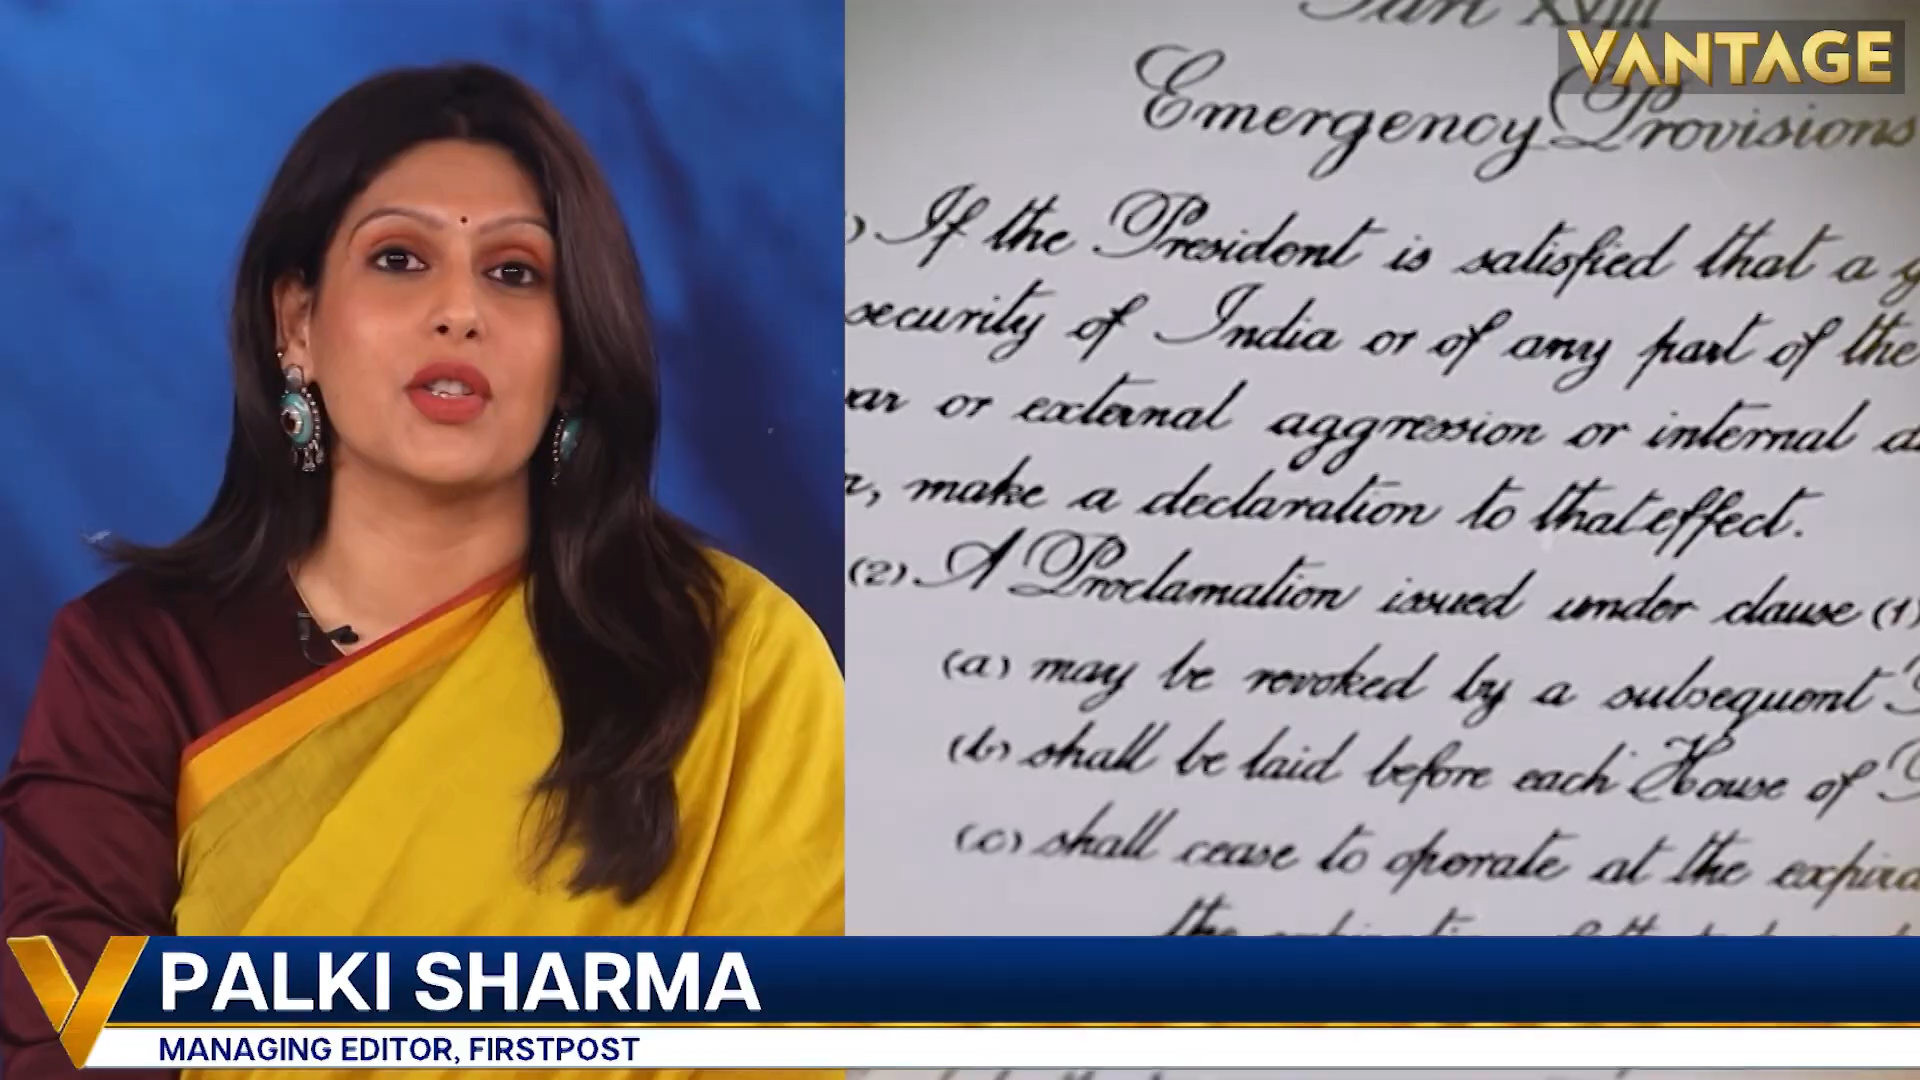 Part XVIII
VANTAGE
Emergency Provisions
) If the President is satisfied that a
security of India or of any part of the
or external aggression or internal
, make a declaration to that effect.
(2) A Proclamation issued under clause (1)
(a) may be revoked by a subsequent
(b) shall be laid before each House of
(c) shall cease to operate at the
the
PALKI SHARMA
MANAGING EDITOR, FIRSTPOST